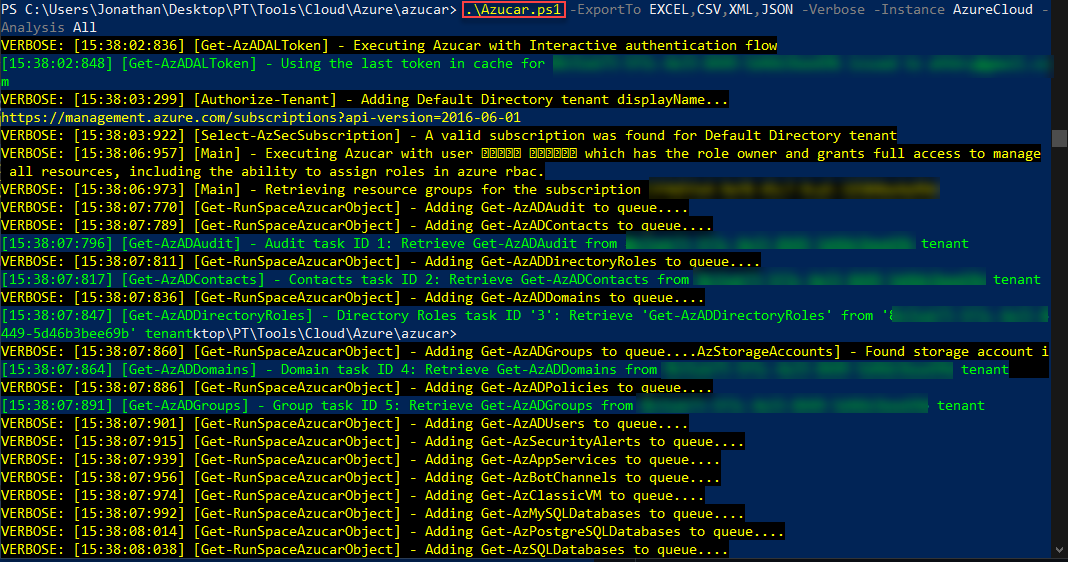 PS C:\Users\Jonathan\Desktop\PT\Tools\Cloud\Azure\azucar> .\Azucar.ps1 -ExportTo EXCEL,CSV,XML,JSON -Verbose -Instance AzureCloud -
Analysis All
VERBOSE: [15:38:02:836] [Get-AzADALToken] - Executing Azucar with Interactive authentication flow
[15:38:02:848] [Get-AzADALToken] - Using the last token in cache for
m
VERBOSE: [15:38:03:299] [Authorize-Tenant] - Adding Default Directory tenant displayName...
https://management.azure.com/subscriptions?api-version=2016-06-01
VERBOSE: [15:38:03:922] [Select-AzSecSubscription] - A valid subscription was found for Default Directory tenant
VERBOSE: [15:38:06:957] [Main] - Executing Azucar with user which has the role owner and grants full access to manage
all resources, including the ability to assign roles in azure rbac.
VERBOSE: [15:38:06:973] [Main] - Retrieving resource groups for the subscription
VERBOSE: [15:38:07:770] [Get-RunSpaceAzucarObject] - Adding Get-AzADAudit to queue....
VERBOSE: [15:38:07:789] [Get-RunSpaceAzucarObject] - Adding Get-AzADContacts to queue....
[15:38:07:796] [Get-AzADAudit] - Audit task ID 1: Retrieve Get-AzADAudit from tenant
VERBOSE: [15:38:07:811] [Get-RunSpaceAzucarObject] - Adding Get-AzADDirectoryRoles to queue....
[15:38:07:817] [Get-AzADContacts] - Contacts task ID 2: Retrieve Get-AzADContacts from tenant
VERBOSE: [15:38:07:836] [Get-RunSpaceAzucarObject] - Adding Get-AzADDomains to queue....
[15:38:07:847] [Get-AzADDirectoryRoles] - Directory Roles task ID '3': Retrieve 'Get-AzADDirectoryRoles' from '
449-5d46b3bee69b' tenantktop\PT\Tools\Cloud\Azure\azucar>
VERBOSE: [15:38:07:860] [Get-RunSpaceAzucarObject] - Adding Get-AzADGroups to queue....AzStorageAccounts] - Found storage account i
[15:38:07:864] [Get-AzADDomains] - Domain task ID 4: Retrieve Get-AzADDomains from tenant
VERBOSE: [15:38:07:886] [Get-RunSpaceAzucarObject] - Adding Get-AzADPolicies to queue....
[15:38:07:891] [Get-AzADGroups] - Group task ID 5: Retrieve Get-AzADGroups from tenant
VERBOSE: [15:38:07:901] [Get-RunSpaceAzucarObject] - Adding Get-AzADUsers to queue....
VERBOSE: [15:38:07:915] [Get-RunSpaceAzucarObject] - Adding Get-AzSecurityAlerts to queue....
VERBOSE: [15:38:07:939] [Get-RunSpaceAzucarObject] - Adding Get-AzAppServices to queue....
VERBOSE: [15:38:07:956] [Get-RunSpaceAzucarObject] - Adding Get-AzBotChannels to queue....
VERBOSE: [15:38:07:974] [Get-RunSpaceAzucarObject] - Adding Get-AzClassicVM to queue....
VERBOSE: [15:38:07:992] [Get-RunSpaceAzucarObject] - Adding Get-AzMySQLDatabases to queue....
VERBOSE: [15:38:08:014] [Get-RunSpaceAzucarObject] - Adding Get-AzPostgreSQLDatabases to queue....
VERBOSE: [15:38:08:038] [Get-RunSpaceAzucarObject] - Adding Get-AzSQLDatabases to queue....